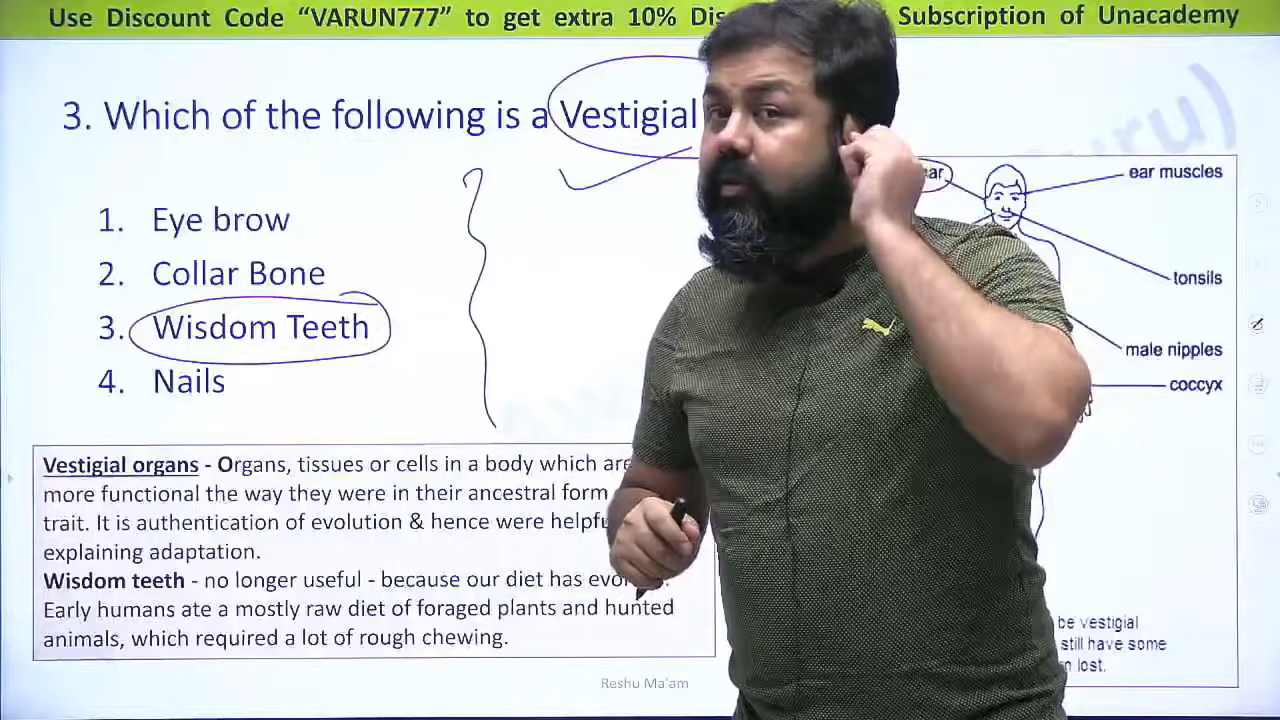 Use Discount Code “VARUN777” to get extra 10% Dis Subscription of Unacademy
3. Which of the following is a Vestigial
1. Eye brow
2. Collar Bone
3. Wisdom Teeth
4. Nails
ear muscles
tonsils
male nipples
coccyx
Vestigial organs - Organs, tissues or cells in a body which are
more functional the way they were in their ancestral form
trait. It is authentication of evolution & hence were helpfu
explaining adaptation.
Wisdom teeth - no longer useful - because our diet has evol
Early humans ate a mostly raw diet of foraged plants and hunted
animals, which required a lot of rough chewing.
be vestigial
still have some
lost.
Reshu Ma'am